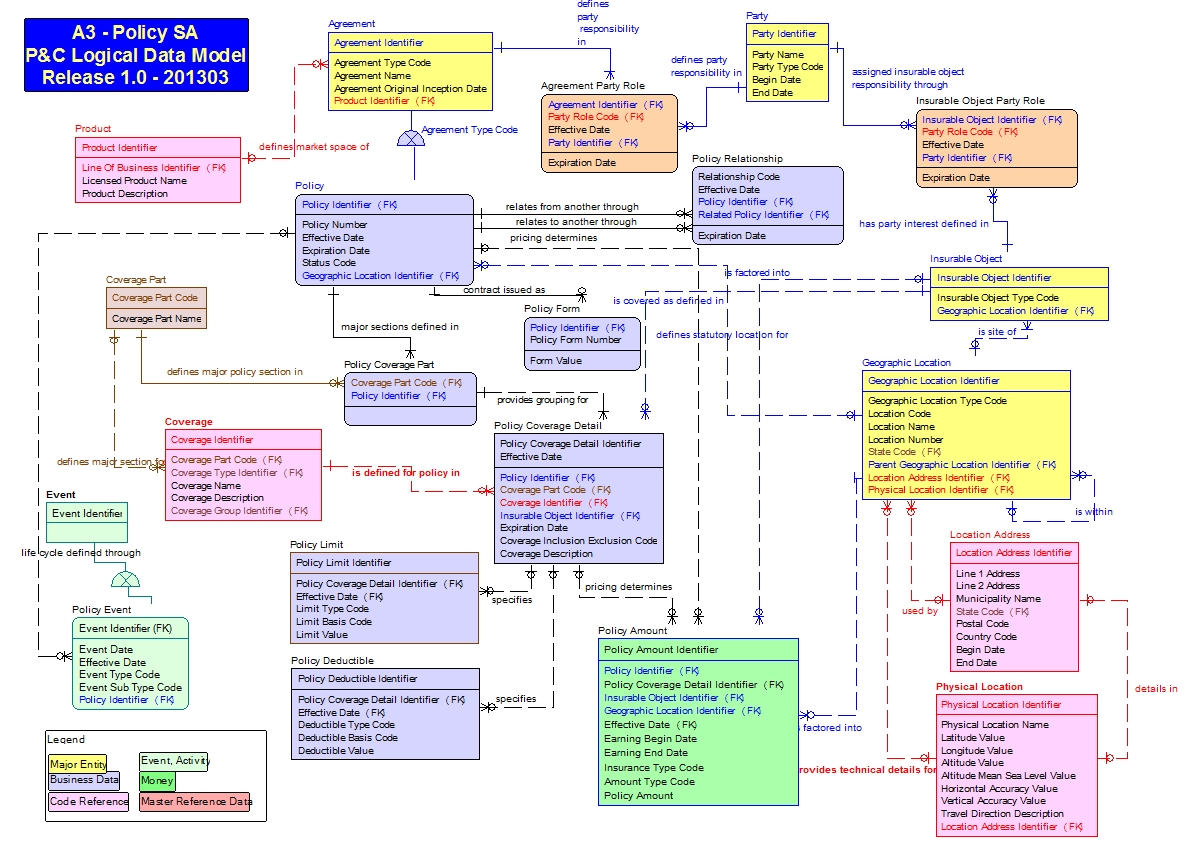 A3 - Policy SA
P&C Logical Data Model
Release 1.0 - 201303
Agreement
Agreement Identifier
Agreement Type Code
Agreement Name
Agreement Original Inception Date
Product Identifier (FK)
defines
party
responsibility
in
Party
Party Identifier
Party Name
Party Type Code
Begin Date
End Date
defines party
responsibility in
assigned insurable object
responsibility through
Agreement Party Role
Agreement Identifier (FK)
Party Role Code (FK)
Effective Date
Party Identifier (FK)
Expiration Date
Insurable Object Party Role
Insurable Object Identifier (FK)
Party Role Code (FK)
Effective Date
Party Identifier (FK)
Expiration Date
Product
Product Identifier
Line Of Business Identifier (FK)
Licensed Product Name
Product Description
defines market space of
Agreement Type Code
Policy
Policy Identifier (FK)
Policy Number
Effective Date
Expiration Date
Status Code
Geographic Location Identifier (FK)
relates from another through
relates to another through
pricing determines
Policy Relationship
Relationship Code
Effective Date
Policy Identifier (FK)
Related Policy Identifier (FK)
Expiration Date
has party interest defined in
Insurable Object
Insurable Object Identifier
Insurable Object Type Code
Geographic Location Identifier (FK)
is factored into
is covered as defined in
defines statutory location for
is site of
Coverage Part
Coverage Part Code
Coverage Part Name
contract issued as
major sections defined in
Policy Form
Policy Identifier (FK)
Policy Form Number
Form Value
defines major policy section in
Policy Coverage Part
Coverage Part Code (FK)
Policy Identifier (FK)
provides grouping for
Geographic Location
Geographic Location Identifier
Geographic Location Type Code
Location Code
Location Name
Location Number
State Code (FK)
Parent Geographic Location Identifier (FK)
Location Address Identifier (FK)
Physical Location Identifier (FK)
is within
Coverage
Coverage Identifier
Coverage Part Code (FK)
Coverage Type Identifier (FK)
Coverage Name
Coverage Description
Coverage Group Identifier (FK)
defines major section for
is defined for policy in
Policy Coverage Detail
Policy Coverage Detail Identifier
Effective Date
Policy Identifier (FK)
Coverage Part Code (FK)
Coverage Identifier (FK)
Insurable Object Identifier (FK)
Expiration Date
Coverage Inclusion Exclusion Code
Coverage Description
Event
Event Identifier
life cycle defined through
Policy Event
Event Identifier (FK)
Event Date
Effective Date
Event Type Code
Event Sub Type Code
Policy Identifier (FK)
Policy Limit
Policy Limit Identifier
Policy Coverage Detail Identifier (FK)
Effective Date (FK)
Limit Type Code
Limit Basis Code
Limit Value
specifies
pricing determines
Policy Deductible
Policy Deductible Identifier
Policy Coverage Detail Identifier (FK)
Effective Date (FK)
Deductible Type Code
Deductible Basis Code
Deductible Value
specifies
Policy Amount
Policy Amount Identifier
Policy Identifier (FK)
Policy Coverage Detail Identifier (FK)
Insurable Object Identifier (FK)
Geographic Location Identifier (FK)
Effective Date (FK)
Earning Begin Date
Earning End Date
Insurance Type Code
Amount Type Code
Policy Amount
factored into
Location Address
Location Address Identifier
Line 1 Address
Line 2 Address
Municipality Name
State Code (FK)
Postal Code
Country Code
Begin Date
End Date
used by
details in
Physical Location
Physical Location Identifier
Physical Location Name
Latitude Value
Longitude Value
Altitude Value
Altitude Mean Sea Level Value
Horizontal Accuracy Value
Vertical Accuracy Value
Travel Direction Description
Location Address Identifier (FK)
rovides technical details for
Legend
Major Entity
Business Data
Code Reference
Event, Activity
Money
Master Reference Data